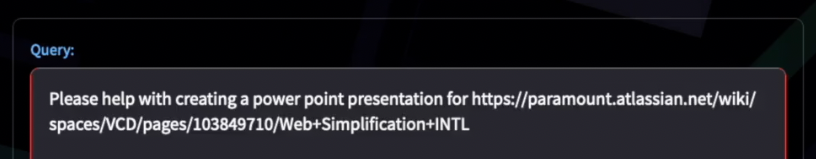 Query:
Please help with creating a power point presentation for https://paramount.atlassian.net/wiki/
spaces/VCD/pages/103849710/Web+Simplification+INTL